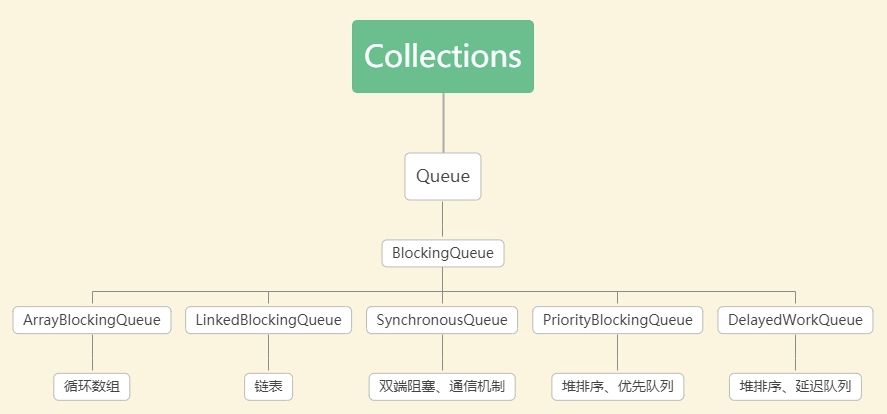 Collections
Queue
BlockingQueue
ArrayBlockingQueue
LinkedBlockingQueue
SynchronousQueue
PriorityBlockingQueue
DelayedWorkQueue
循环数组
链表
双端阻塞、通信机制
堆排序、优先队列
堆排序、延迟队列